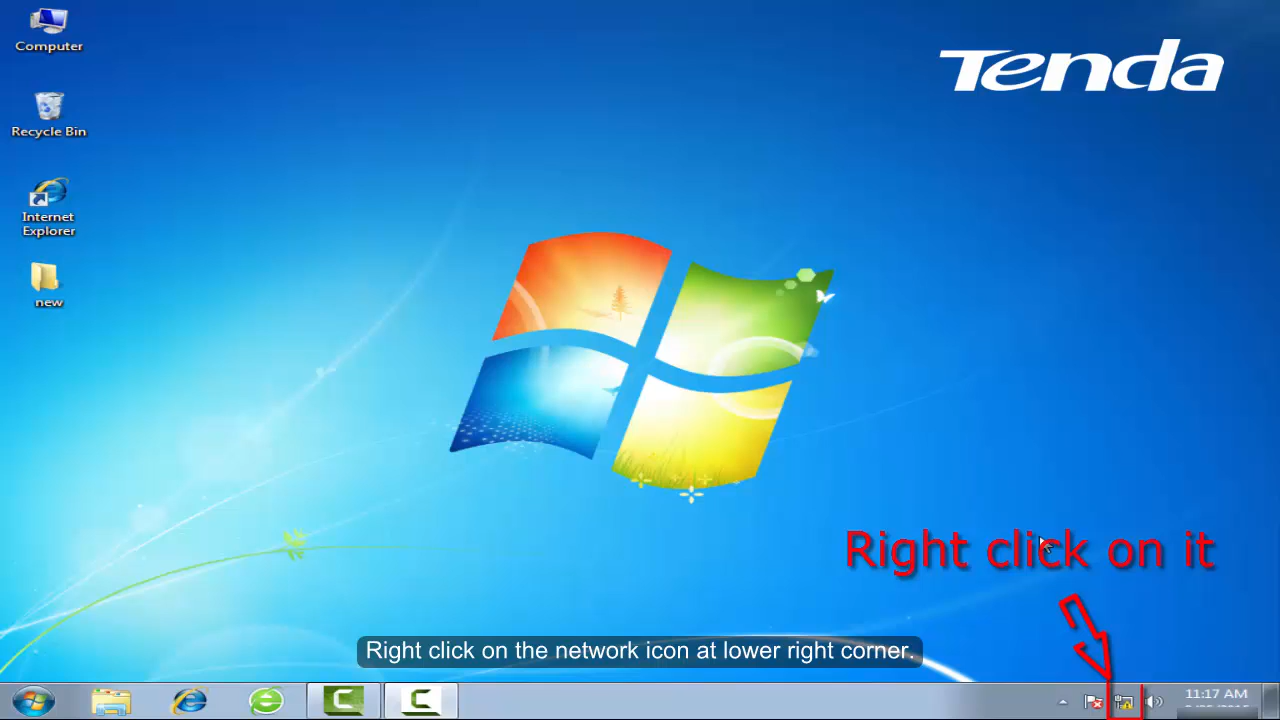 Computer
Tenda
Recycle Bin
Internet
Explorer
new
Right click on it
Right click on the network icon at lower right corner.
11:17 AM